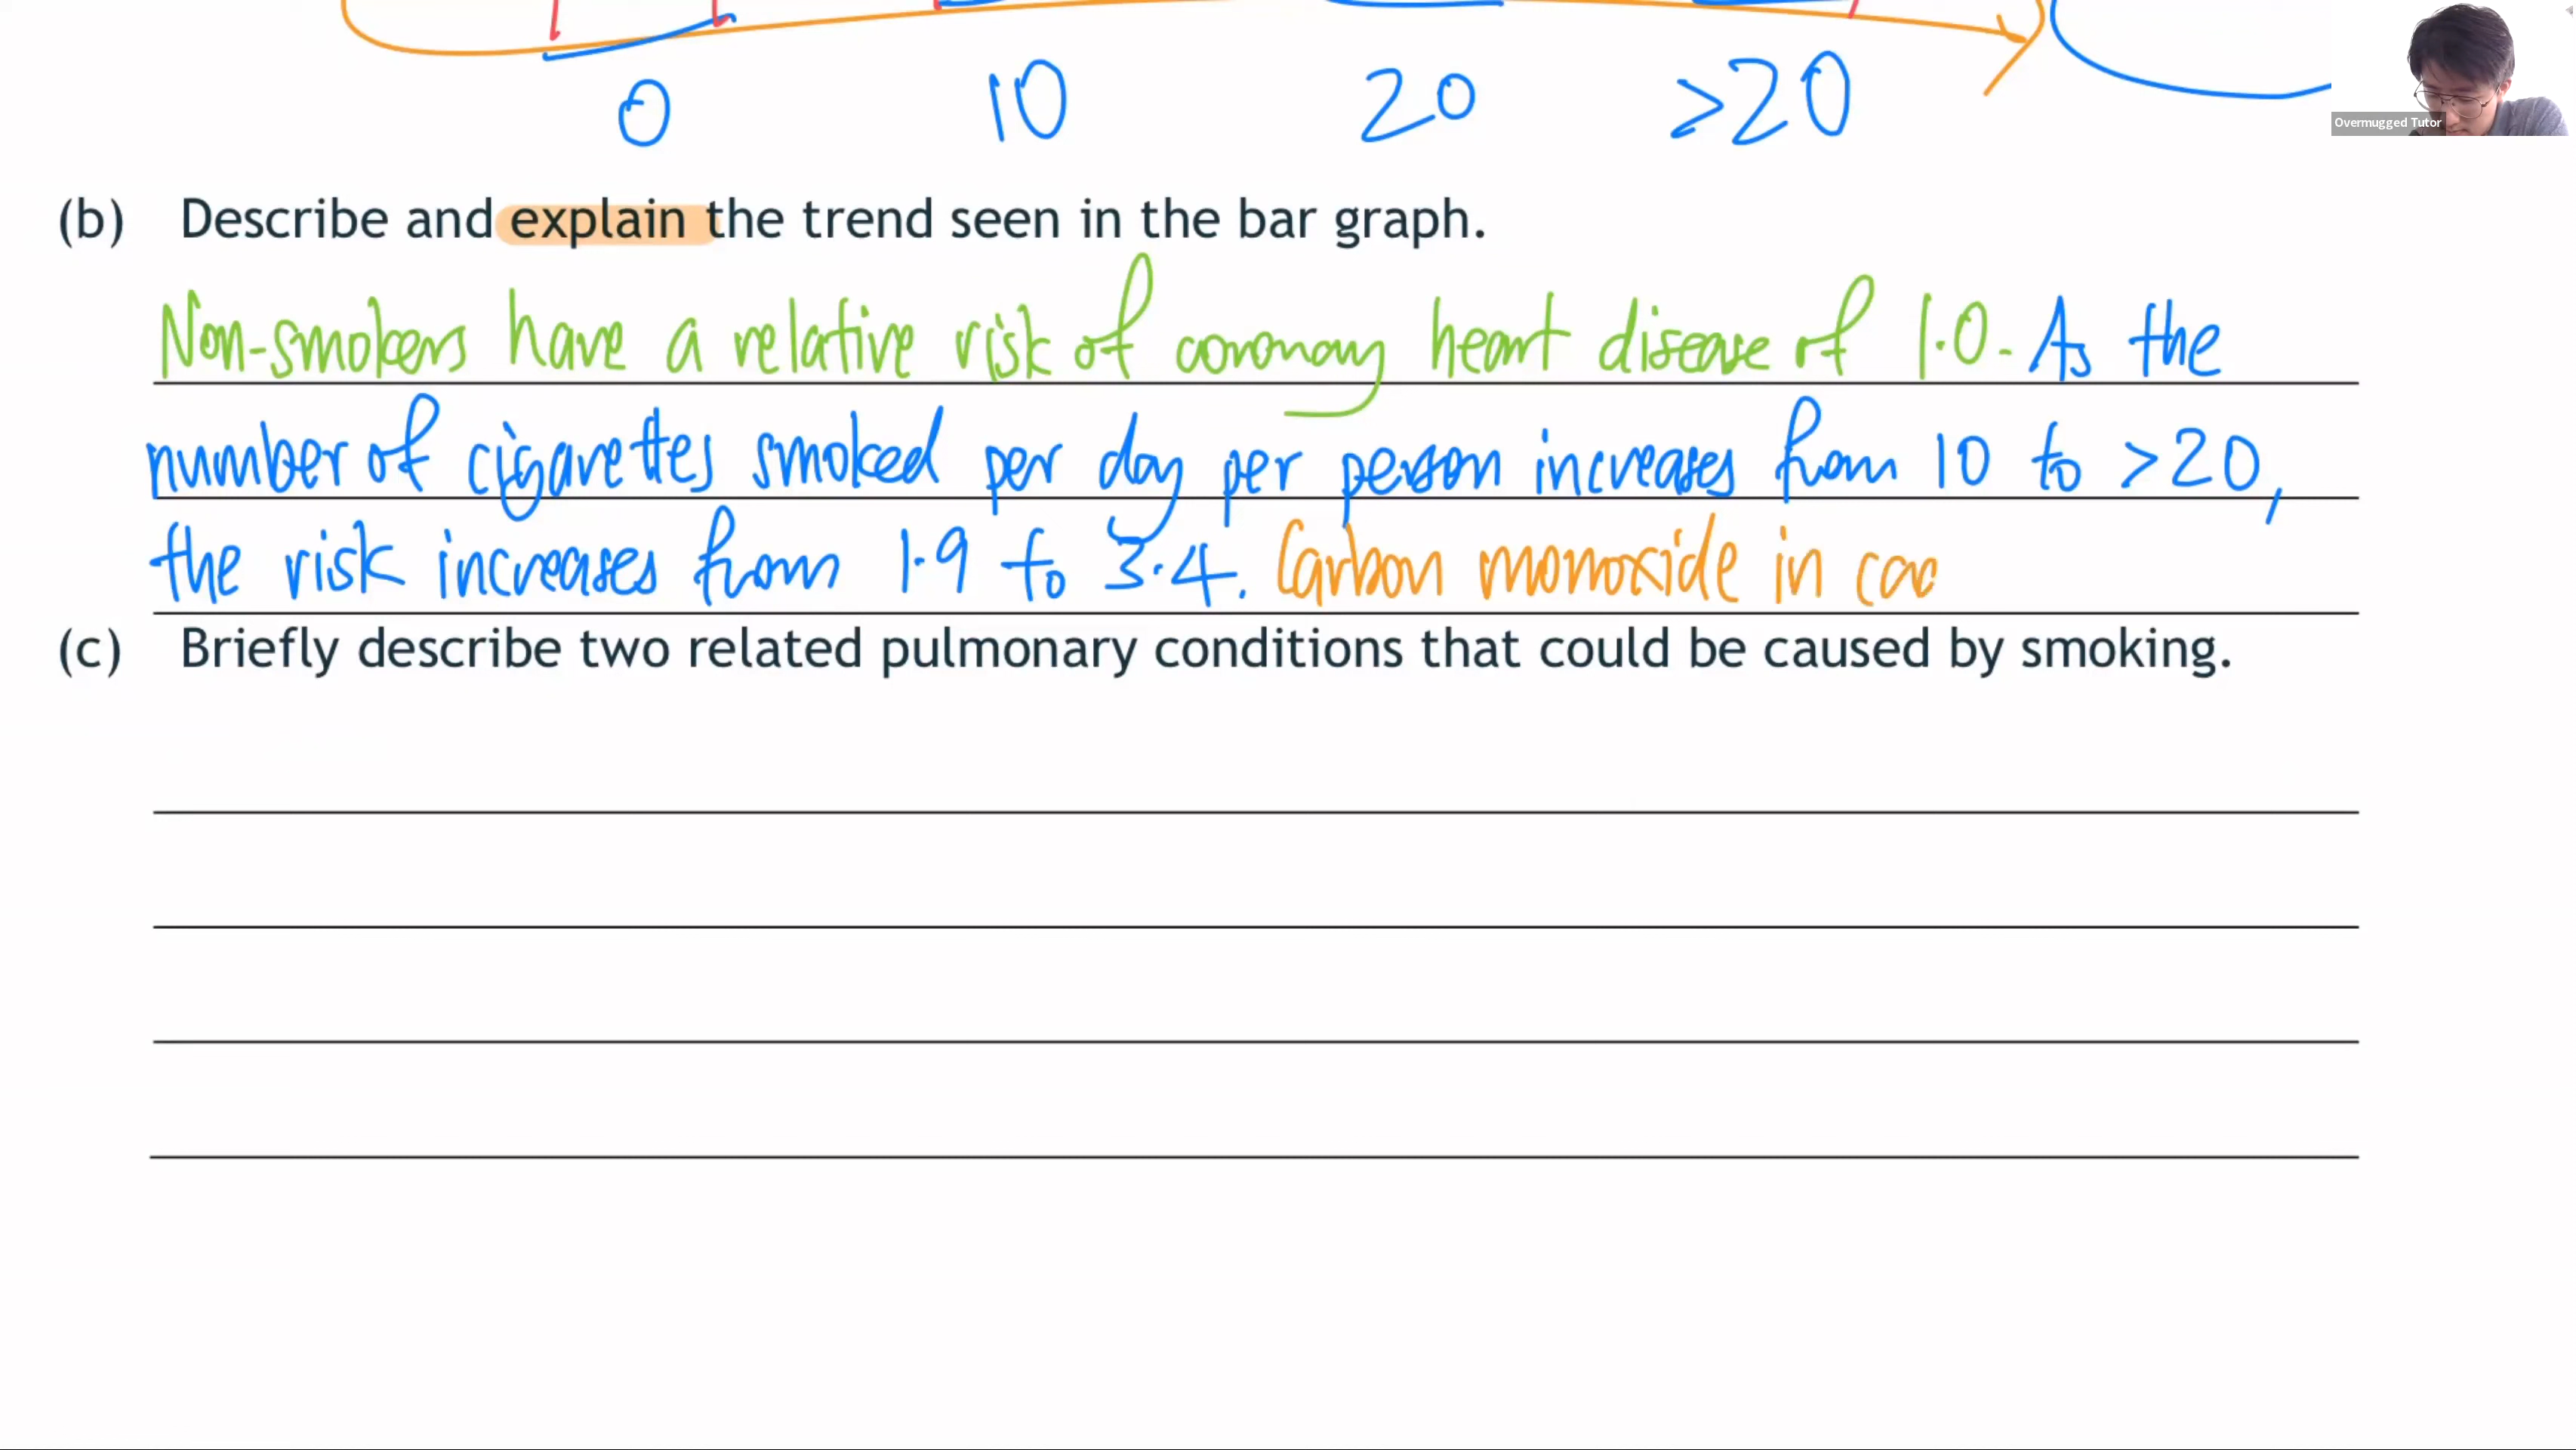 0 10 20 >20
Overmugged Tutor
(b) Describe and explain the trend seen in the bar graph.
Non-smokers have a relative risk of coronary heart disease of 1.0. As the
number of cigarettes smoked per day per person increases from 10 to >20,
the risk increases from 1.9 to 3.4. Carbon monoxide in cac
(c) Briefly describe two related pulmonary conditions that could be caused by smoking.